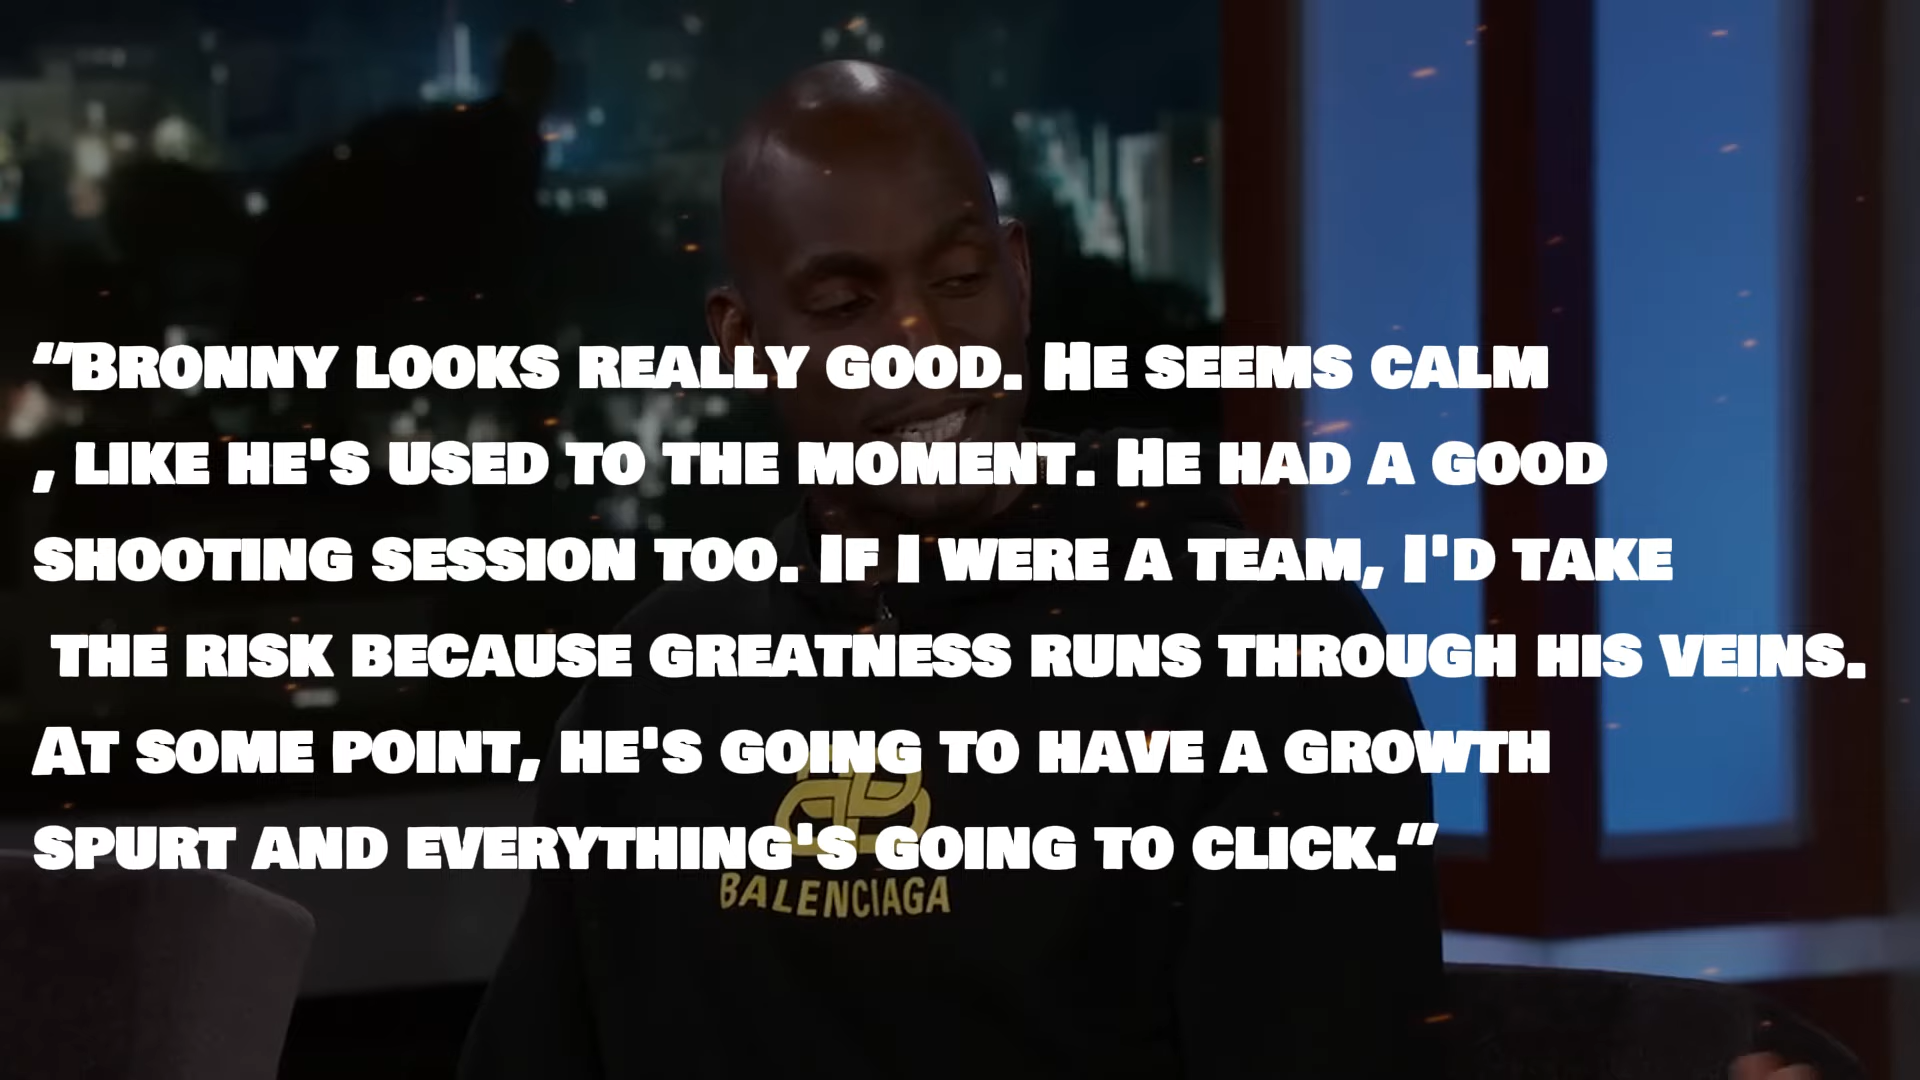 “Bronny looks really good. He seems calm
, like he's used to the moment. He had a good
shooting session too. If I were a team, I'd take
the risk because greatness runs through his veins.
At some point, he's going to have a growth
spurt and everything's going to click.”
BALENCIAGA